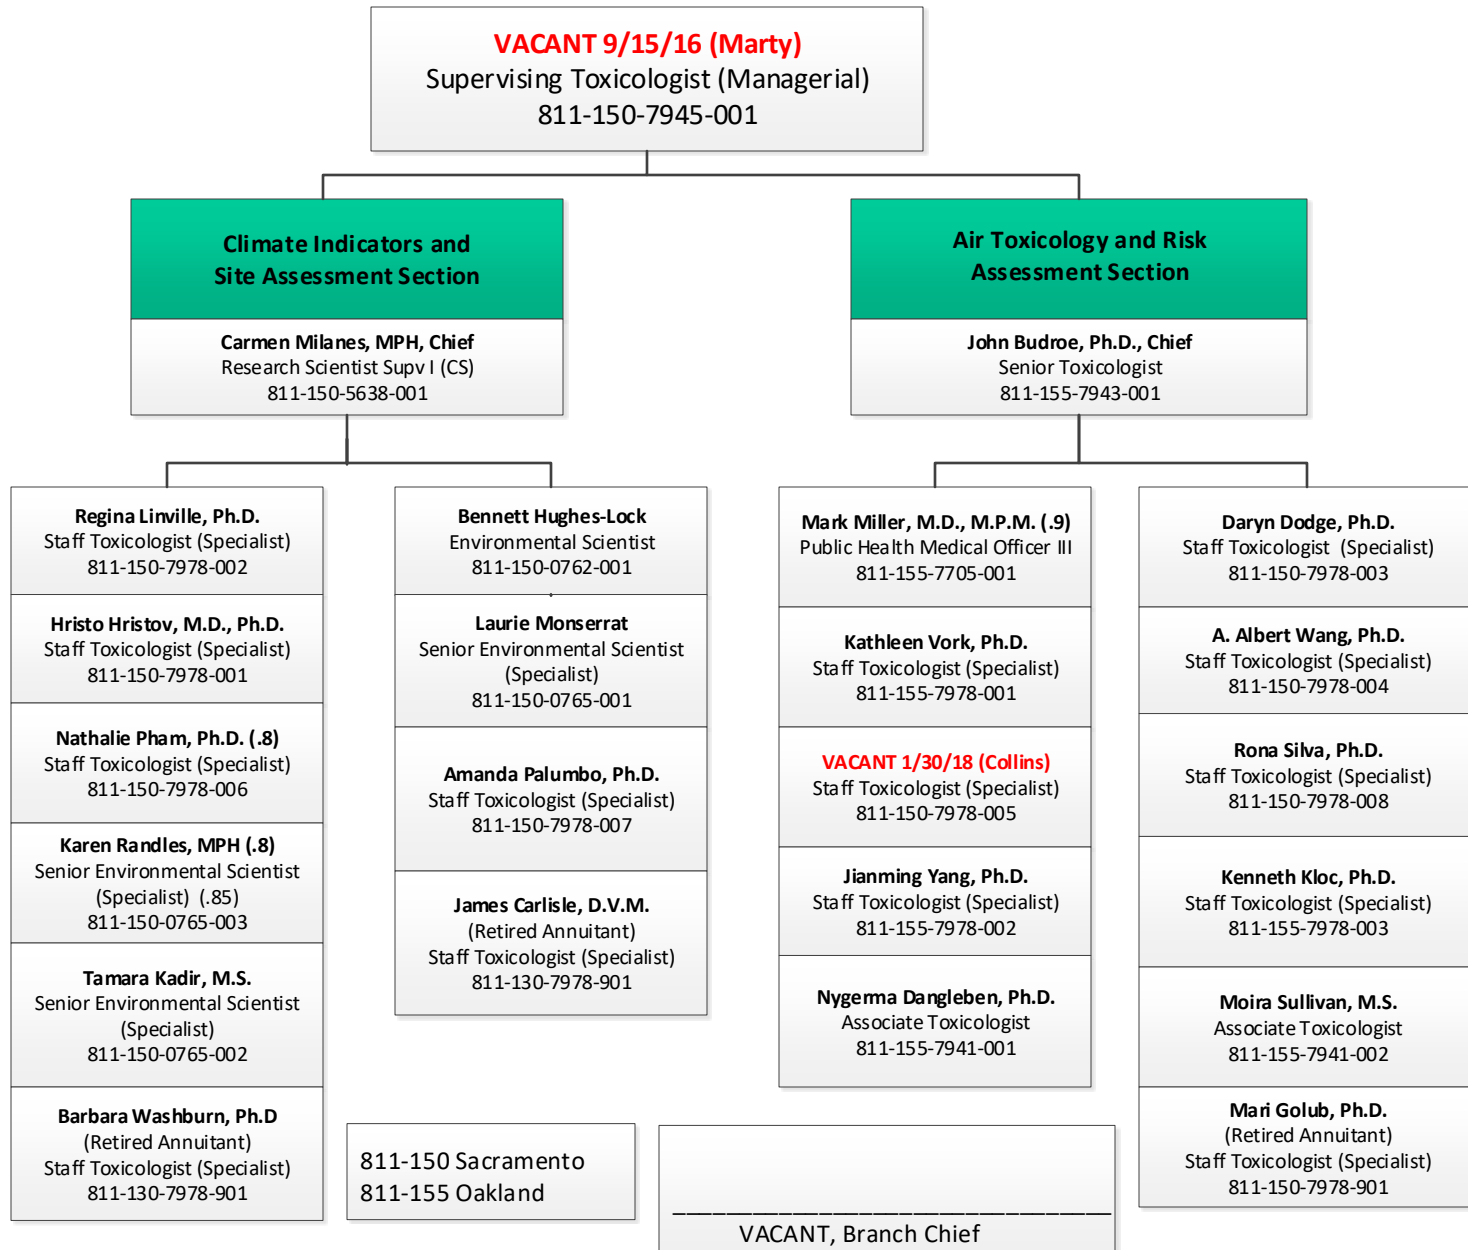 VACANT 9/15/16 (Marty)
Supervising Toxicologist (Managerial)
811-150-7945-001
Climate Indicators and
Site Assessment Section
Carmen Milanes, MPH, Chief
Research Scientist Supv I (CS)
811-150-5638-001
Air Toxicology and Risk
Assessment Section
John Budroe, Ph.D., Chief
Senior Toxicologist
811-155-7943-001
Regina Linville, Ph.D.
Staff Toxicologist (Specialist)
811-150-7978-002
Hristo Hristov, M.D., Ph.D.
Staff Toxicologist (Specialist)
811-150-7978-001
Nathalie Pham, Ph.D. (.8)
Staff Toxicologist (Specialist)
811-150-7978-006
Karen Randles, MPH (.8)
Senior Environmental Scientist
(Specialist) (.85)
811-150-0765-003
Tamara Kadir, M.S.
Senior Environmental Scientist
(Specialist)
811-150-0765-002
Barbara Washburn, Ph.D
(Retired Annuitant)
Staff Toxicologist (Specialist)
811-130-7978-901
Bennett Hughes-Lock
Environmental Scientist
811-150-0762-001
Laurie Monserrat
Senior Environmental Scientist
(Specialist)
811-150-0765-001
Amanda Palumbo, Ph.D.
Staff Toxicologist (Specialist)
811-150-7978-007
James Carlisle, D.V.M.
(Retired Annuitant)
Staff Toxicologist (Specialist)
811-130-7978-901
Mark Miller, M.D., M.P.M. (.9)
Public Health Medical Officer III
811-155-7705-001
Kathleen Vork, Ph.D.
Staff Toxicologist (Specialist)
811-155-7978-001
VACANT 1/30/18 (Collins)
Staff Toxicologist (Specialist)
811-150-7978-005
Jianming Yang, Ph.D.
Staff Toxicologist (Specialist)
811-155-7978-002
Nygerma Dangleben, Ph.D.
Associate Toxicologist
811-155-7941-001
Daryn Dodge, Ph.D.
Staff Toxicologist (Specialist)
811-150-7978-003
A. Albert Wang, Ph.D.
Staff Toxicologist (Specialist)
811-150-7978-004
Rona Silva, Ph.D.
Staff Toxicologist (Specialist)
811-150-7978-008
Kenneth Kloc, Ph.D.
Staff Toxicologist (Specialist)
811-155-7978-003
Moira Sullivan, M.S.
Associate Toxicologist
811-155-7941-002
Mari Golub, Ph.D.
(Retired Annuitant)
Staff Toxicologist (Specialist)
811-150-7978-901
811-150 Sacramento
811-155 Oakland
VACANT, Branch Chief